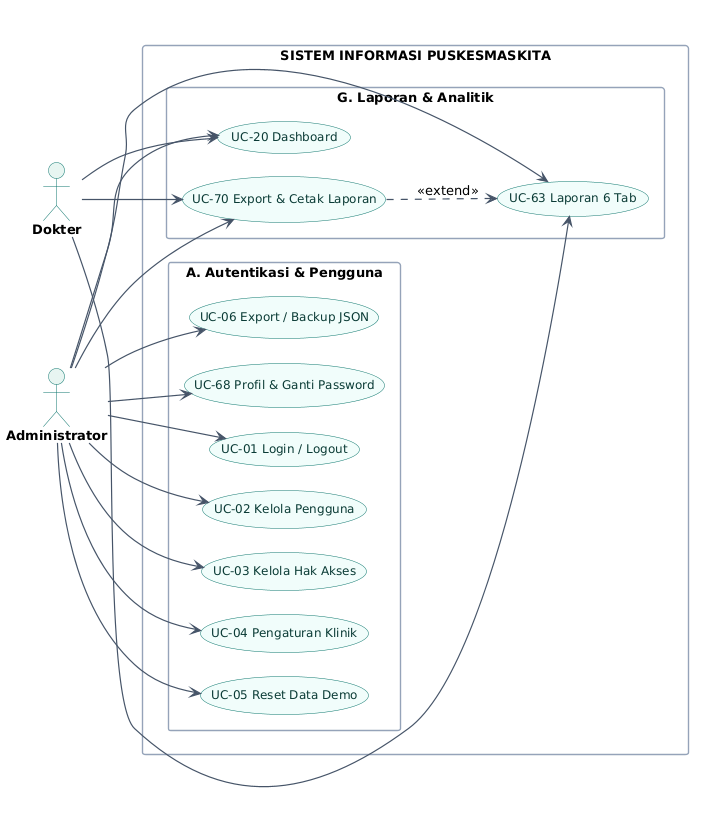 SISTEM INFORMASI PUSKESMASKITA
G. Laporan & Analitik
UC-20 Dashboard
UC-70 Export & Cetak Laporan
«extend»
UC-63 Laporan 6 Tab
Dokter
A. Autentikasi & Pengguna
UC-06 Export / Backup JSON
UC-68 Profil & Ganti Password
Administrator
UC-01 Login / Logout
UC-02 Kelola Pengguna
UC-03 Kelola Hak Akses
UC-04 Pengaturan Klinik
UC-05 Reset Data Demo